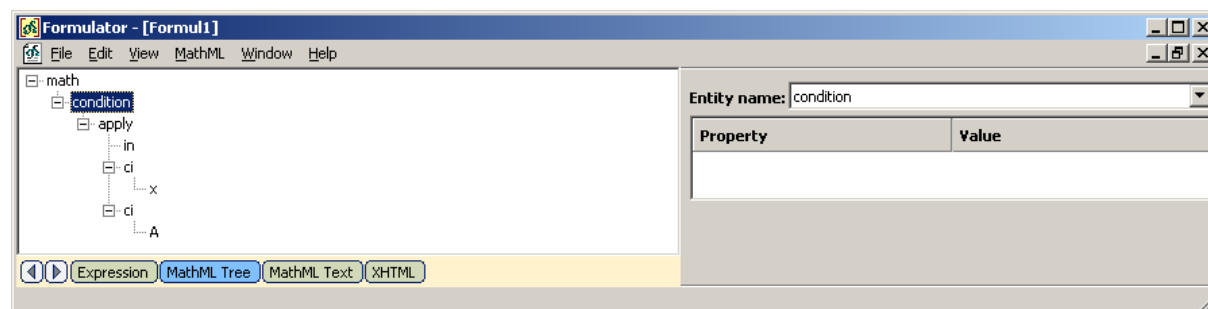 Formulator - [Formul1]
File Edit View MathML Window Help
math
condition
apply
in
ci
x
ci
A
Expression MathML Tree MathML Text XHTML
Entity name: condition
Property Value